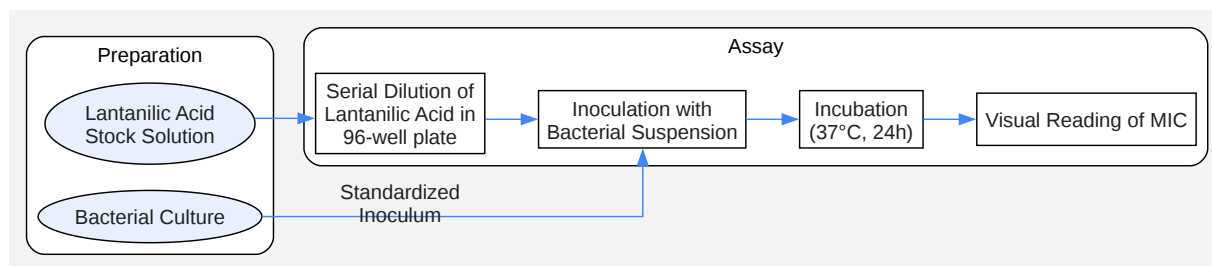 Preparation
Lantanilic Acid
Stock Solution
Bacterial Culture
Standardized
Inoculum
Assay
Serial Dilution of
Lantanilic Acid in
96-well plate
Inoculation with
Bacterial Suspension
Incubation
(37°C, 24h)
Visual Reading of MIC